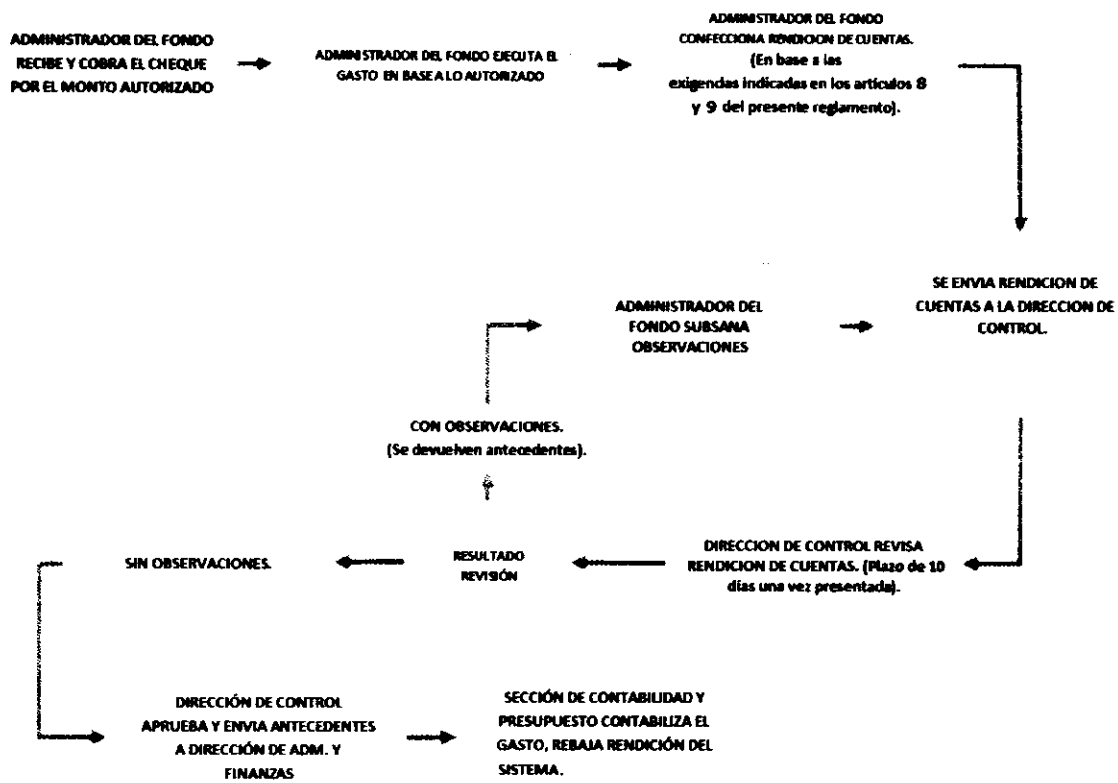 ADMINISTRADOR DEL FONDO
RECIBE Y COBRA EL CHEQUE
POR EL MONTO AUTORIZADO
ADMINISTRADOR DEL FONDO EJECUTA EL
GASTO EN BASE A LO AUTORIZADO
ADMINISTRADOR DEL FONDO
CONFECCIONA RENDICION DE CUENTAS.
(En base a las
exigencias indicadas en los artículos 8
y 9 del presente reglamento).
SE ENVIA RENDICION DE
CUENTAS A LA DIRECCION DE
CONTROL.
ADMINISTRADOR DEL
FONDO SUBSANA
OBSERVACIONES
CON OBSERVACIONES.
(Se devuelven antecedentes).
DIRECCION DE CONTROL REVISA
RENDICION DE CUENTAS. (Plazo de 10
días una vez presentada).
RESULTADO
REVISIÓN
SIN OBSERVACIONES.
DIRECCIÓN DE CONTROL
APRUEBA Y ENVIA ANTECEDENTES
A DIRECCIÓN DE ADM. Y
FINANZAS
SECCIÓN DE CONTABILIDAD Y
PRESUPUESTO CONTABILIZA EL
GASTO, REBAJA RENDICIÓN DEL
SISTEMA.